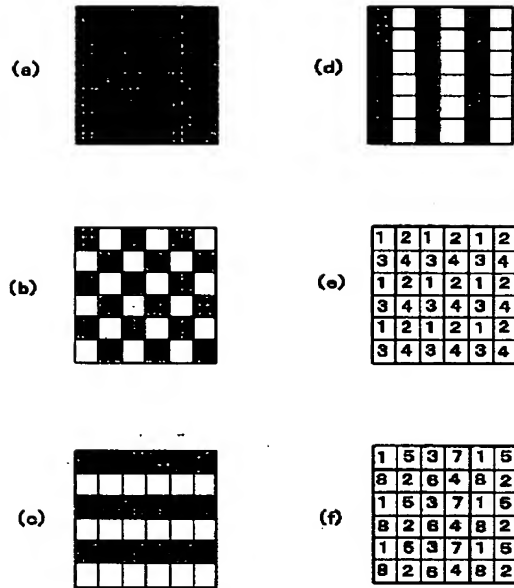 (a)
(d)
(b)
(e)
1 2 1 2 1 2
3 4 3 4 3 4
1 2 1 2 1 2
3 4 3 4 3 4
1 2 1 2 1 2
3 4 3 4 3 4
(c)
(f)
1 5 3 7 1 5
8 2 6 4 8 2
1 5 3 7 1 5
8 2 6 4 8 2
1 5 3 7 1 5
8 2 6 4 8 2